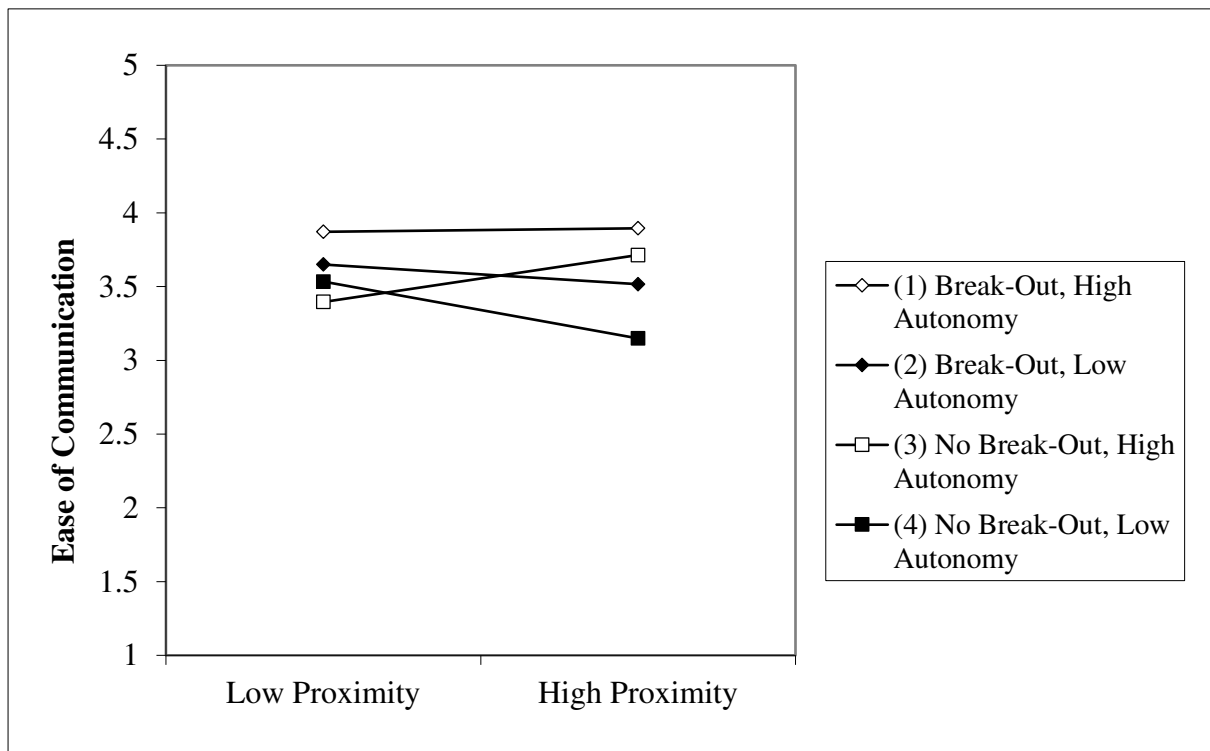 5
4.5
4
3.5
3
2.5
2
1.5
1
Ease of Communication
Low Proximity
High Proximity
(1) Break-Out, High
Autonomy
(2) Break-Out, Low
Autonomy
(3) No Break-Out, High
Autonomy
(4) No Break-Out, Low
Autonomy